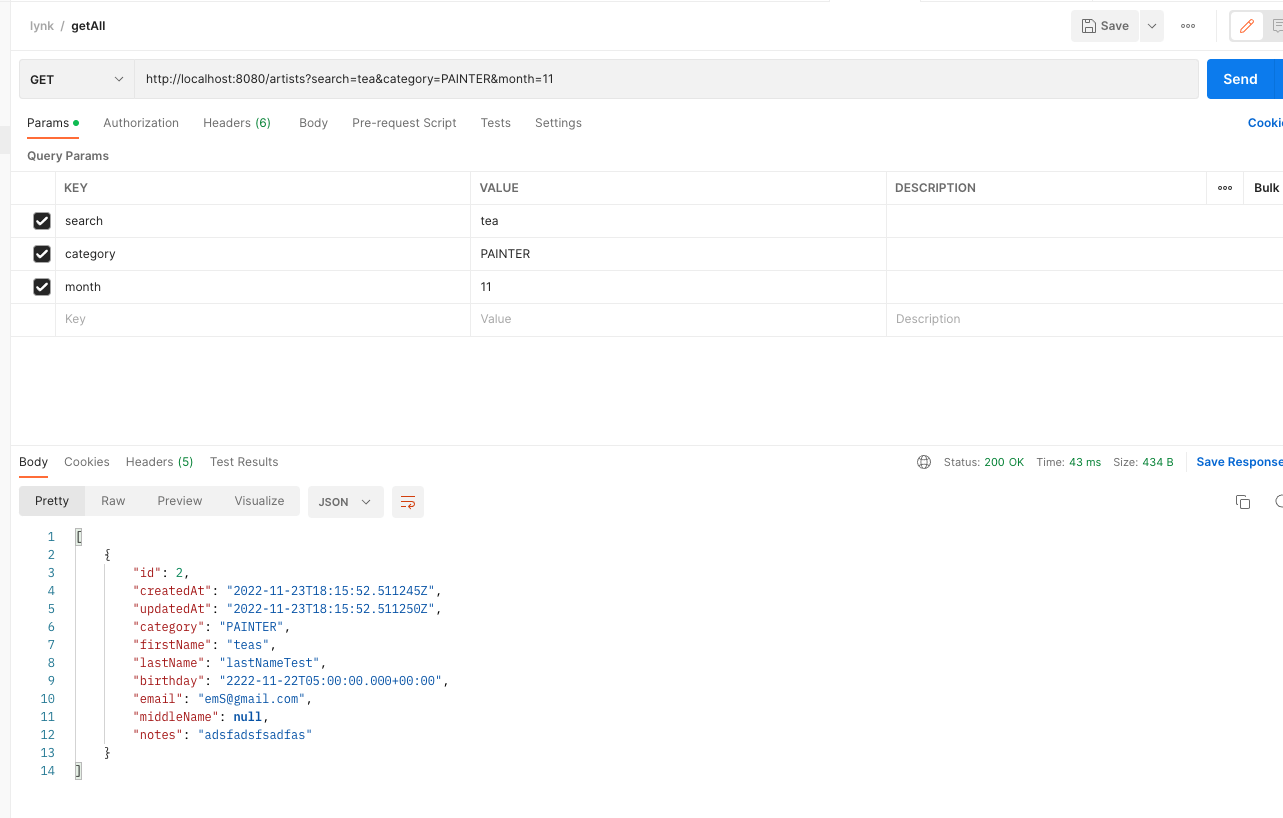 lynk / getAll
Save
GET http://localhost:8080/artists?search=tea&category=PAINTER&month=11 Send
Params Authorization Headers (6) Body Pre-request Script Tests Settings Cookie
Query Params
KEY VALUE DESCRIPTION Bulk
search tea
category PAINTER
month 11
Key Value Description
Body Cookies Headers (5) Test Results Status: 200 OK Time: 43 ms Size: 434 B Save Response
Pretty Raw Preview Visualize JSON
1 [
2 {
3 "id": 2,
4 "createdAt": "2022-11-23T18:15:52.511245Z",
5 "updatedAt": "2022-11-23T18:15:52.511250Z",
6 "category": "PAINTER",
7 "firstName": "teas",
8 "lastName": "lastNameTest",
9 "birthday": "2222-11-22T05:00:00.000+00:00",
10 "email": "emS@gmail.com",
11 "middleName": null,
12 "notes": "adsfadsfsadfas"
13 }
14 ]